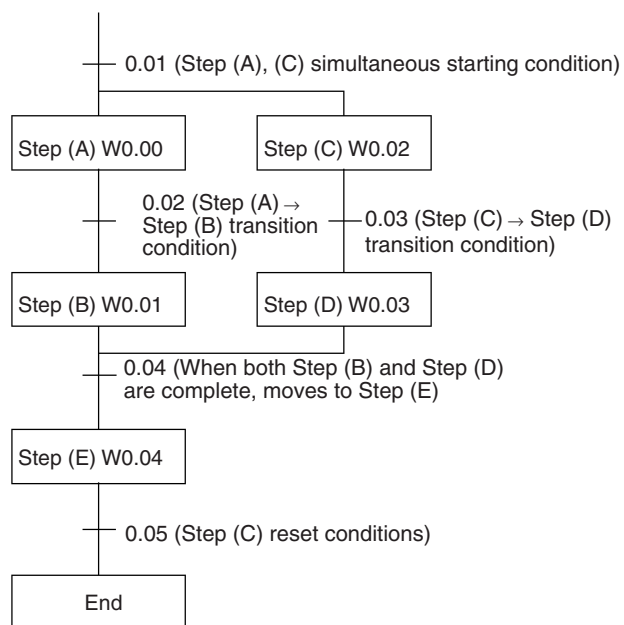 0.01 (Step (A), (C) simultaneous starting condition)
Step (A) W0.00
Step (C) W0.02
0.02 (Step (A) →
Step (B) transition
condition)
0.03 (Step (C) → Step (D)
transition condition)
Step (B) W0.01
Step (D) W0.03
0.04 (When both Step (B) and Step (D)
are complete, moves to Step (E)
Step (E) W0.04
0.05 (Step (C) reset conditions)
End